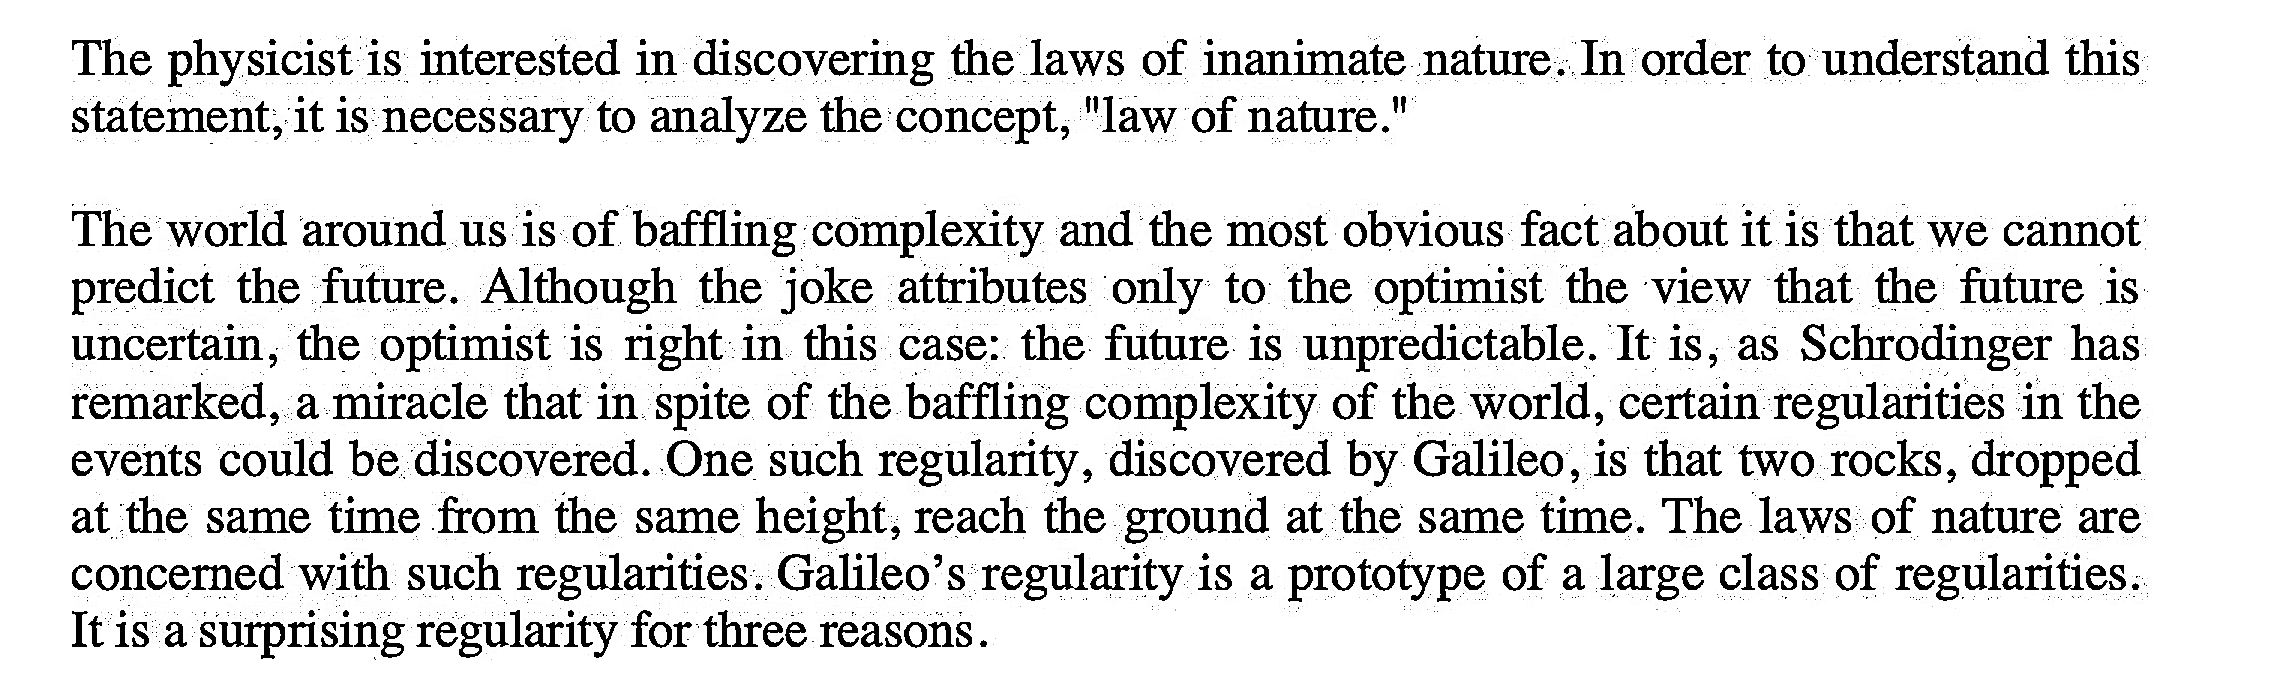 The physicist is interested in discovering the laws of inanimate nature. In order to understand this
statement, it is necessary to analyze the concept, "law of nature."
The world around us is of baffling complexity and the most obvious fact about it is that we cannot
predict the future. Although the joke attributes only to the optimist the view that the future is
uncertain, the optimist is right in this case: the future is unpredictable. It is, as Schrodinger has
remarked, a miracle that in spite of the baffling complexity of the world, certain regularities in the
events could be discovered. One such regularity, discovered by Galileo, is that two rocks, dropped
at the same time from the same height, reach the ground at the same time. The laws of nature are
concerned with such regularities. Galileo’s regularity is a prototype of a large class of regularities.
It is a surprising regularity for three reasons.